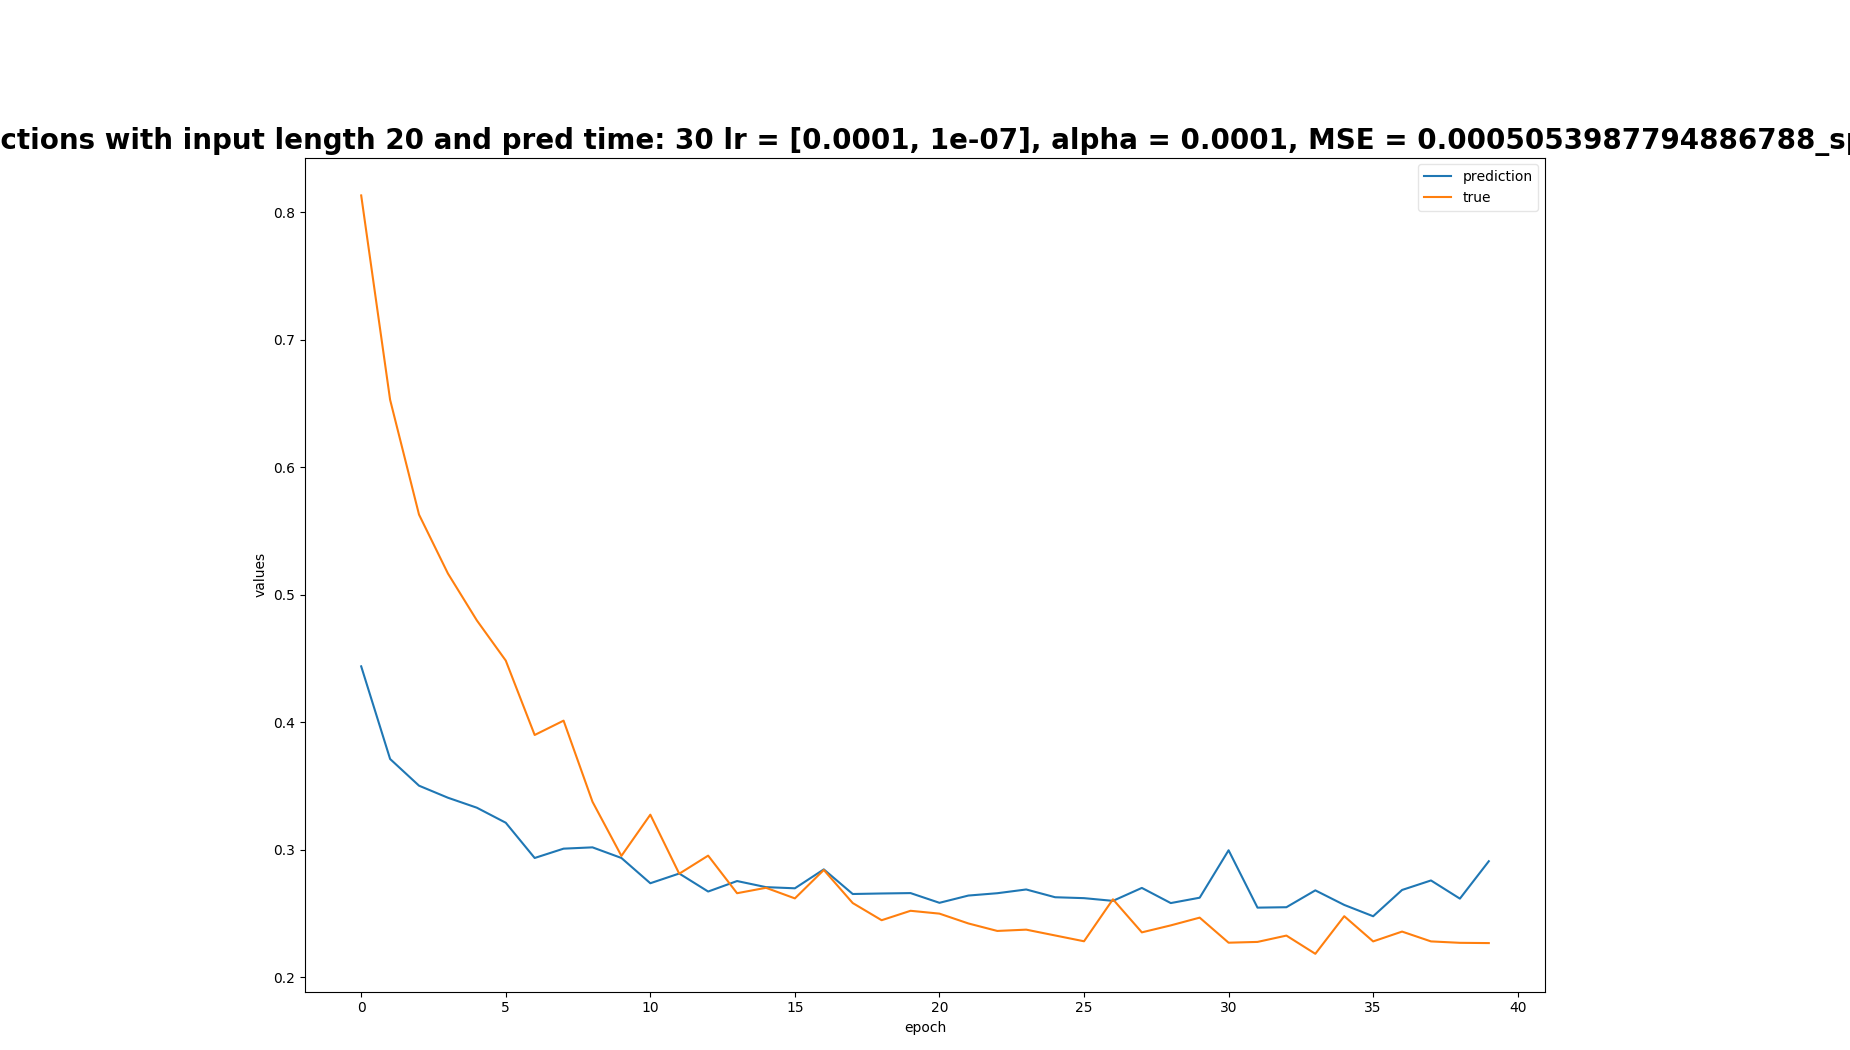 ctions with input length 20 and pred time: 30 lr = [0.0001, 1e-07], alpha = 0.0001, MSE = 0.0005053987794886788_sp
prediction
true
0.8
0.7
0.6
0.5
0.4
0.3
0.2
values
0 5 10 15 20 25 30 35 40
epoch